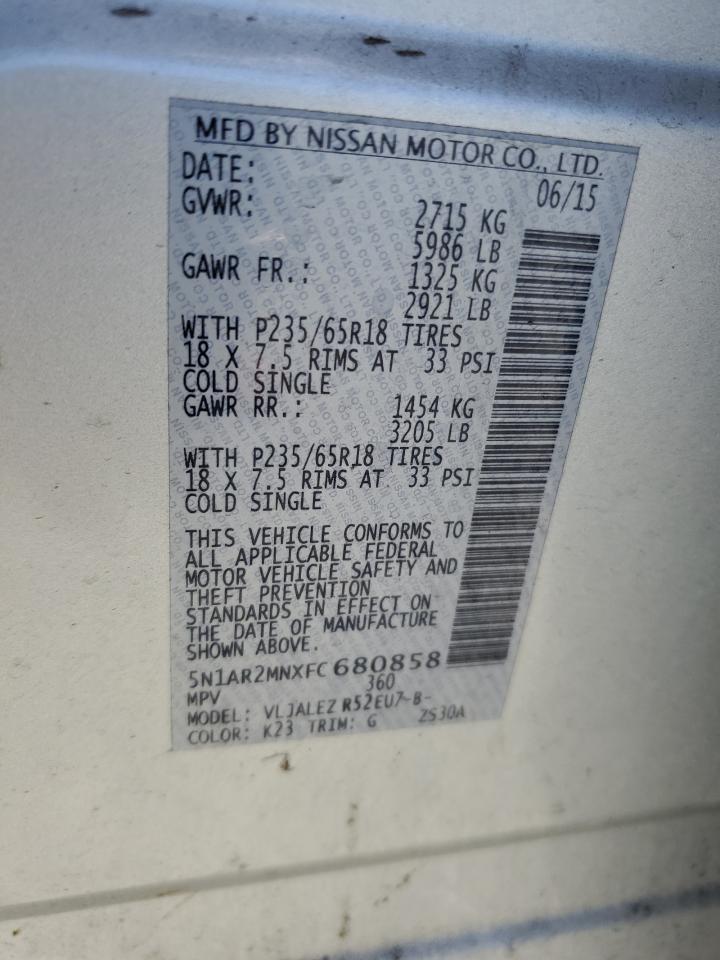 MFD BY NISSAN MOTOR CO., LTD.
DATE: 06/15
GVWR: 2715 KG
5986 LB
GAWR FR.: 1325 KG
2921 LB
WITH P235/65R18 TIRES
18 X 7.5 RIMS AT 33 PSI
COLD SINGLE
GAWR RR.: 1454 KG
3205 LB
WITH P235/65R18 TIRES
18 X 7.5 RIMS AT 33 PSI
COLD SINGLE
THIS VEHICLE CONFORMS TO
ALL APPLICABLE FEDERAL
MOTOR VEHICLE SAFETY AND
THEFT PREVENTION
STANDARDS IN EFFECT ON
THE DATE OF MANUFACTURE
SHOWN ABOVE.
5N1AR2MNXFC680858
MPV 360
MODEL: VLJALEZ R52EU7-B-
COLOR: K23 TRIM: G ZS30A